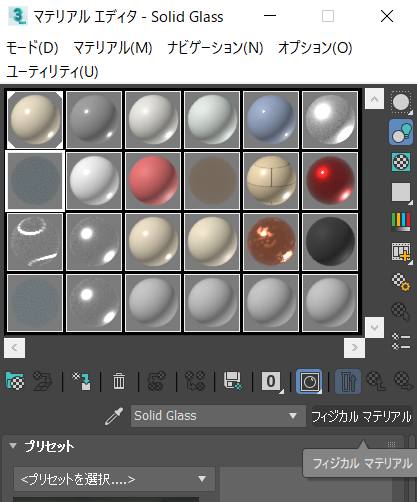 マテリアル エディタ - Solid Glass
モード(D) マテリアル(M) ナビゲーション(N) オプション(O)
ユーティリティ(U)
0
Solid Glass フィジカル マテリアル
プリセット
フィジカル マテリアル
<プリセットを選択....>